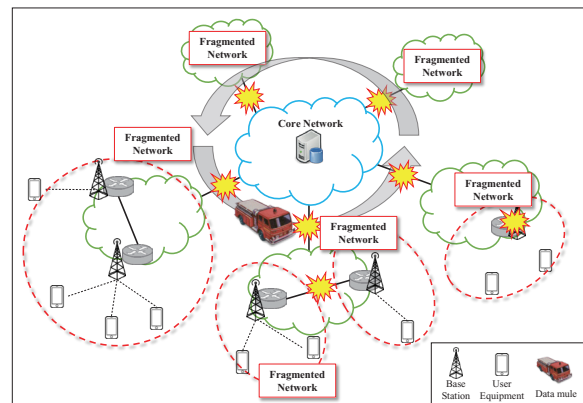 Fragmented
Network
Fragmented
Network
Core Network
Fragmented
Network
Fragmented
Network
Fragmented
Network
Fragmented
Network
Base
Station
User
Equipment
Data mule